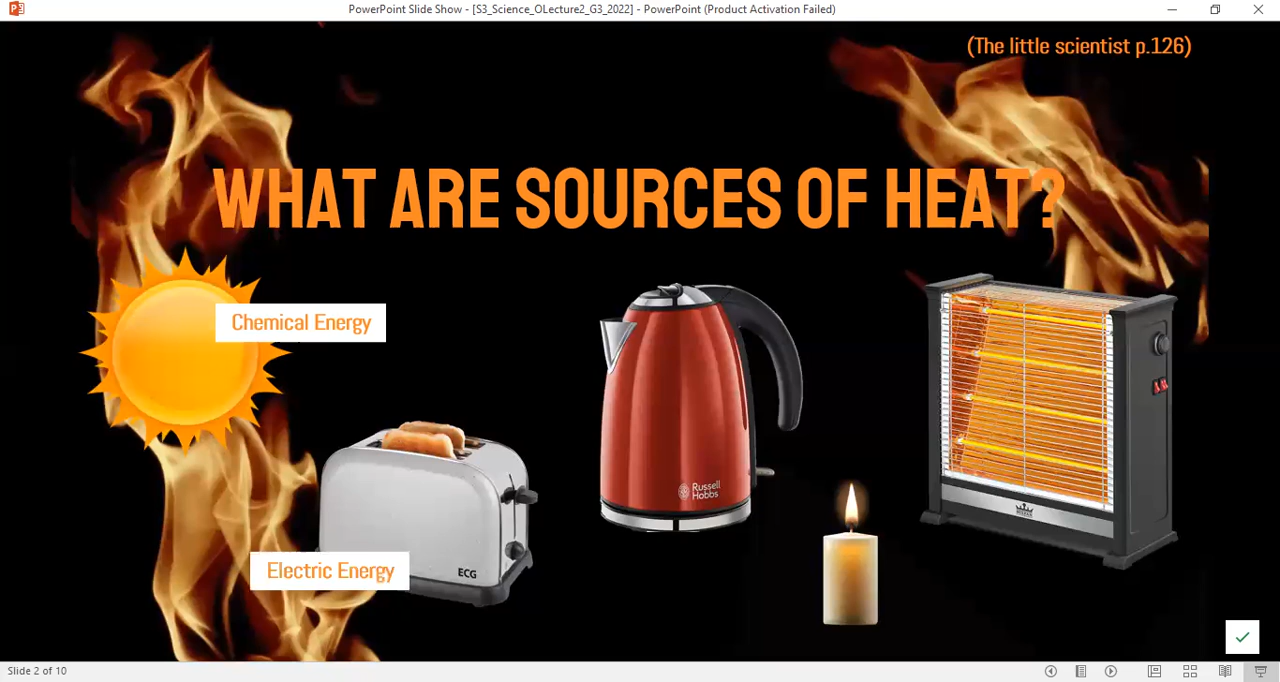 PowerPoint Slide Show - [S3_Science_OLecture2_G3_2022] - PowerPoint (Product Activation Failed)
(The little scientist p.126)
WHAT ARE SOURCES OF HEAT?
Chemical Energy
Russell
Hobbs
Electric Energy
ECG
Slide 2 of 10